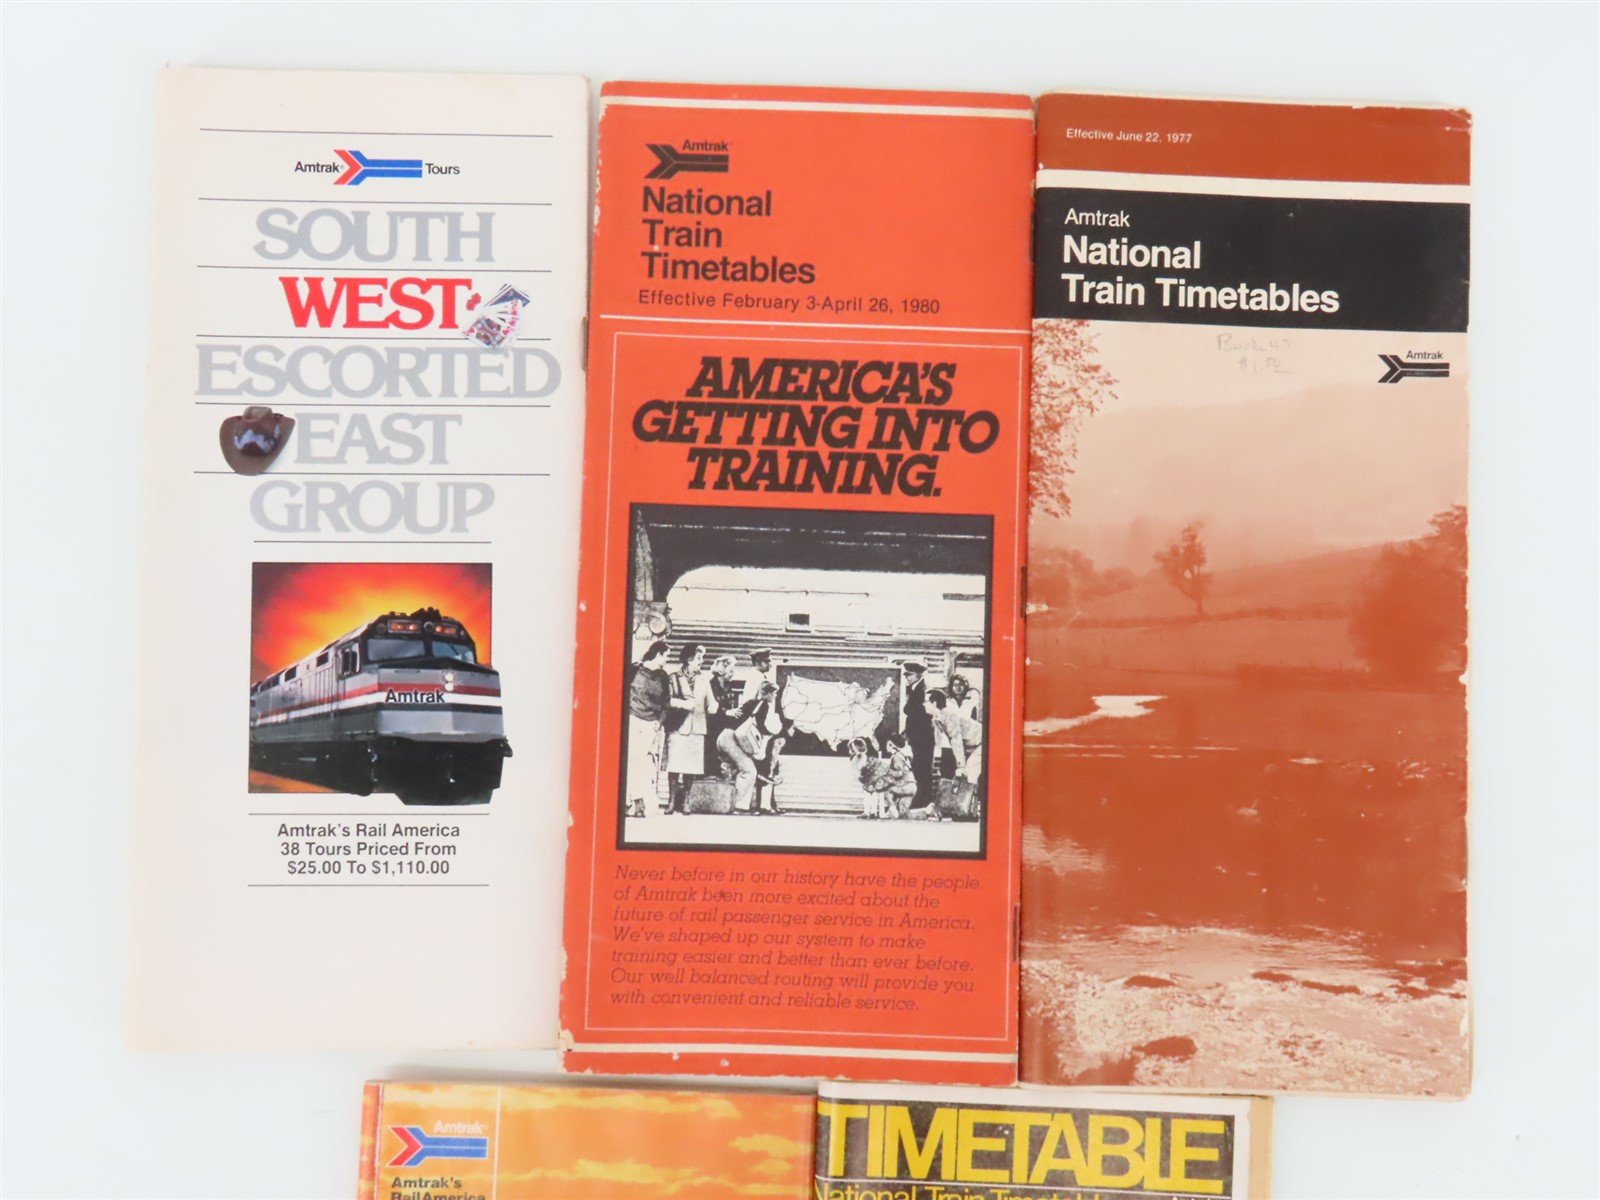 Amtrak® Tours
SOUTH
WEST
ESCORTED
EAST
GROUP
Amtrak
Amtrak's Rail America
38 Tours Priced From
$25.00 To $1,110.00
Amtrak
National
Train
Timetables
Effective February 3-April 26, 1980
AMERICA'S
GETTING INTO
TRAINING.
Never before in our history have the people
of Amtrak been more excited about the
future of rail passenger service in America.
We've shaped up our system to make
training easier and better than ever before.
Our well balanced routing will provide you
with convenient and reliable service.
Effective June 22, 1977
Amtrak
National
Train Timetables
Amtrak
Amtrak
Amtrak's
Rail America
TIMETABLE
National Train Timetables